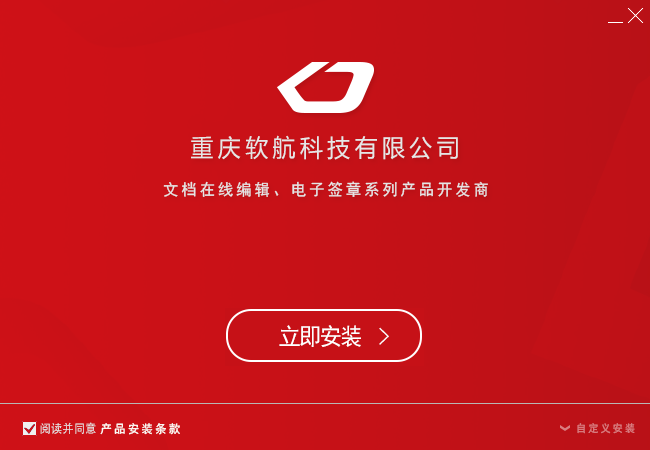 重庆软航科技有限公司
文档在线编辑、电子签章系列产品开发商
立即安装
阅读并同意 产品安装条款
自定义安装